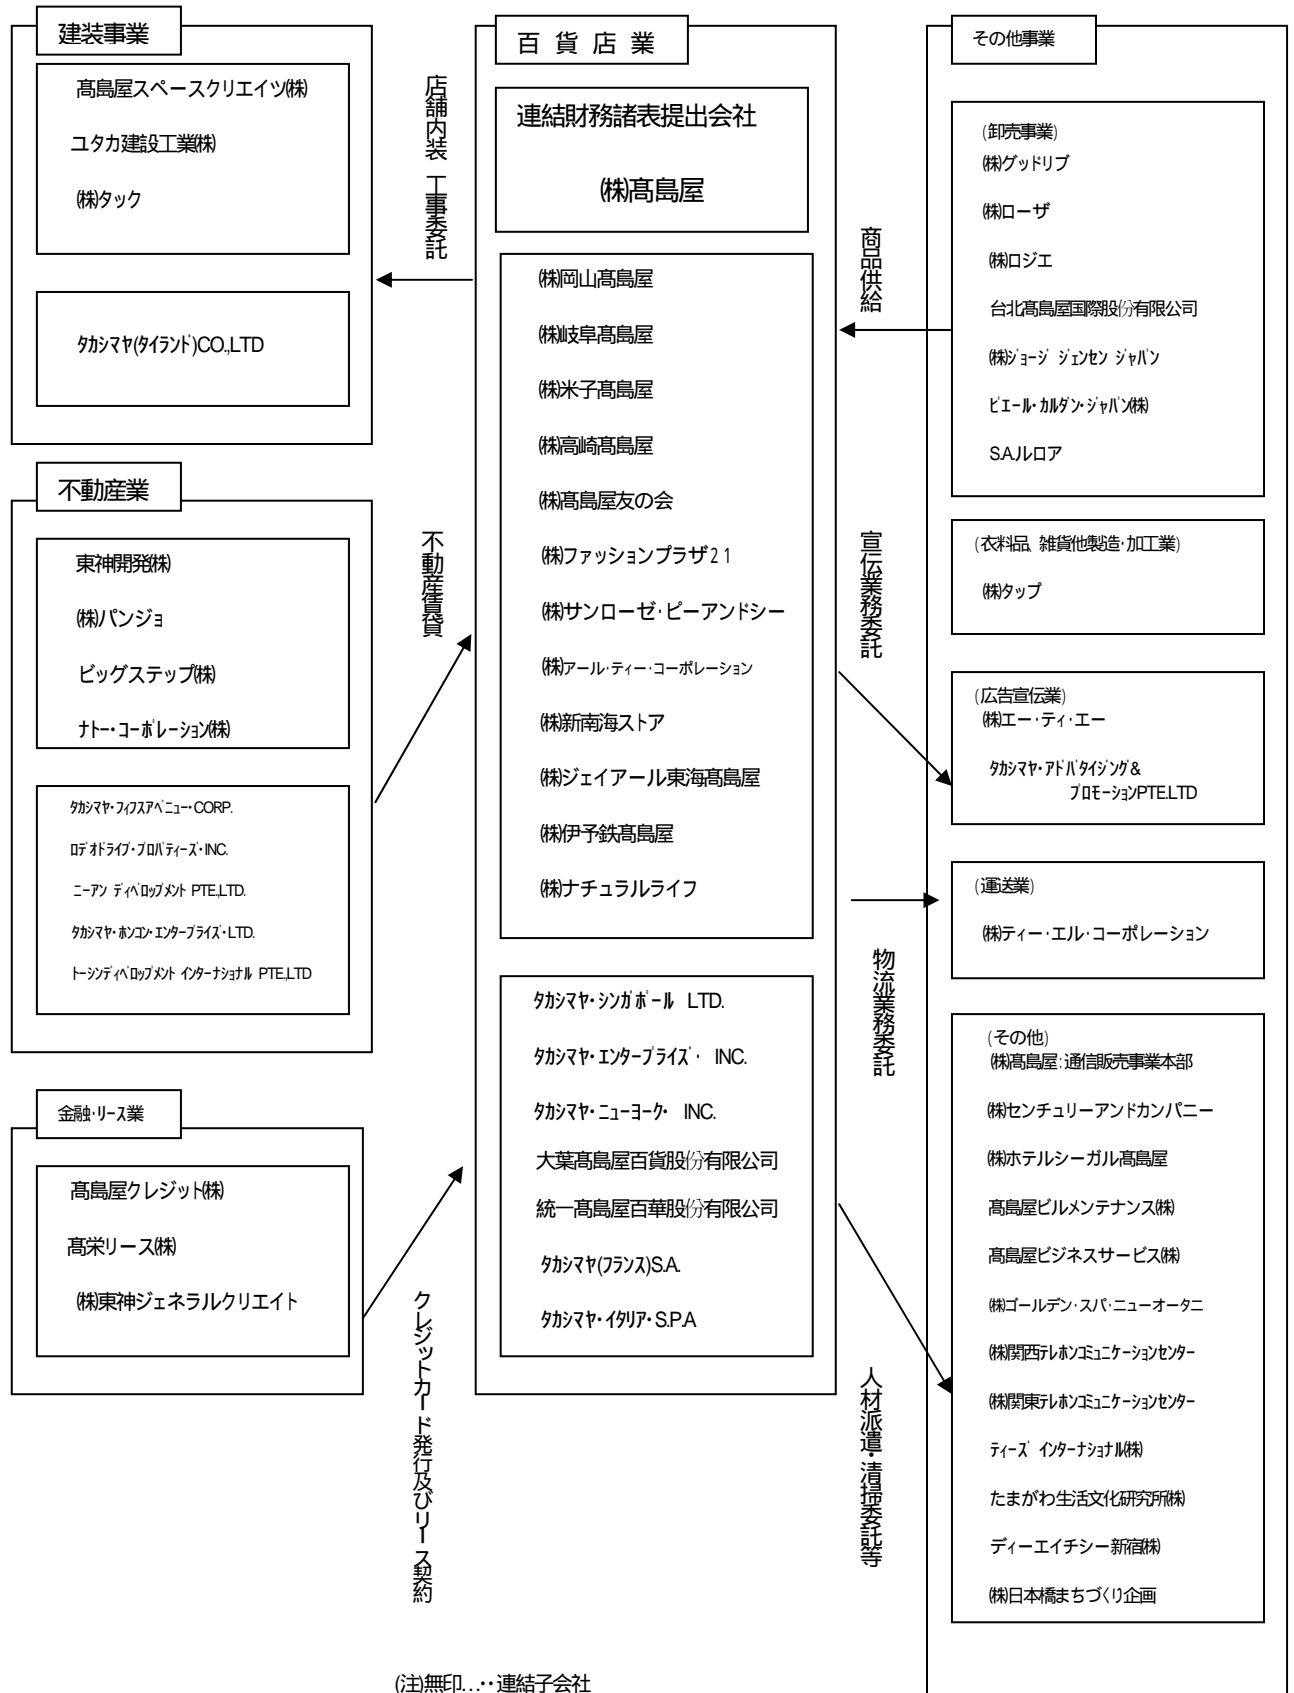 建装事業
髙島屋スペースクリエイツ㈱
ユタカ建設工業㈱
㈱タック
ﾀｶｼﾏﾔ(ﾀｲﾗﾝﾄﾞ)CO.,LTD
不動産業
東神開発㈱
㈱パンジョ
ビッグステップ㈱
ﾅﾄｰ･ｺｰﾎﾟﾚｰｼｮﾝ㈱
ﾀｶｼﾏﾔ･ﾌｨﾌｽｱﾍﾞﾆｭｰ･CORP.
ﾛﾃﾞｵﾄﾞﾗｲﾌﾞ･ﾌﾟﾛﾊﾟﾃｨｰｽﾞ･INC.
ﾆｰｱﾝ ﾃﾞｨﾍﾞﾛｯﾌﾟﾒﾝﾄ PTE.,LTD.
ﾀｶｼﾏﾔ･ﾎﾝｺﾝ･ｴﾝﾀｰﾌﾟﾗｲｽﾞ･LTD.
ﾄｰｼﾝﾃﾞｨﾍﾞﾛｯﾌﾟﾒﾝﾄ ｲﾝﾀｰﾅｼｮﾅﾙ PTE.,LTD
金融･ﾘｰｽ業
髙島屋クレジット㈱
髙栄リース㈱
㈱東神ジェネラルクリエイト
店舗内装 工事委託
不動産賃貸
クレジットカード発行及びリース契約
百 貨 店 業
連結財務諸表提出会社
㈱髙島屋
㈱岡山髙島屋
㈱岐阜髙島屋
㈱米子髙島屋
㈱高崎髙島屋
㈱髙島屋友の会
㈱ファッションプラザ21
㈱サンローゼ･ピーアンドシー
㈱アール･ティー･コーポレーション
㈱新南海ストア
㈱ジェイアール東海髙島屋
㈱伊予鉄髙島屋
㈱ナチュラルライフ
ﾀｶｼﾏﾔ･ｼﾝｶﾞﾎﾟｰﾙ LTD.
ﾀｶｼﾏﾔ･ｴﾝﾀｰﾌﾟﾗｲｽﾞ･ INC.
ﾀｶｼﾏﾔ･ﾆｭｰﾖｰｸ･ INC.
大葉髙島屋百貨股份有限公司
統一髙島屋百華股份有限公司
ﾀｶｼﾏﾔ(ﾌﾗﾝｽ)S.A.
ﾀｶｼﾏﾔ･ｲﾀﾘｱ･S.P.A
商品供給
宣伝業務委託
物流業務委託
人材派遣･清掃委託等
その他事業
(卸売事業)
㈱グッドリブ
㈱ローザ
㈱ロジエ
台北髙島屋国際股份有限公司
㈱ｼﾞｮｰｼﾞ ｼﾞｪﾝｾﾝ ｼﾞｬﾊﾟﾝ
ﾋﾟｴｰﾙ･ｶﾙﾀﾞﾝ･ｼﾞｬﾊﾟﾝ㈱
S.A.ルロア
(衣料品、雑貨他製造･加工業)
㈱タップ
(広告宣伝業)
㈱エー･ティ･エー
ﾀｶｼﾏﾔ･ｱﾄﾞﾊﾞﾀｲｼﾞﾝｸﾞ&
ﾌﾟﾛﾓｰｼｮﾝPTE.LTD
(運送業)
㈱ティー･エル･コーポレーション
(その他)
㈱髙島屋:通信販売事業本部
㈱センチュリーアンドカンパニー
㈱ホテルシーガル髙島屋
髙島屋ビルメンテナンス㈱
髙島屋ビジネスサービス㈱
㈱ゴールデン･スパ･ニューオータニ
㈱関西ﾃﾚﾎﾝｺﾐｭﾆｹｰｼｮﾝｾﾝﾀｰ
㈱関東ﾃﾚﾎﾝｺﾐｭﾆｹｰｼｮﾝｾﾝﾀｰ
ﾃｨｰｽﾞ ｲﾝﾀｰﾅｼｮﾅﾙ㈱
たまがわ生活文化研究所㈱
ディーエイチシー新宿㈱
㈱日本橋まちづくり企画
(注)無印…‥連結子会社